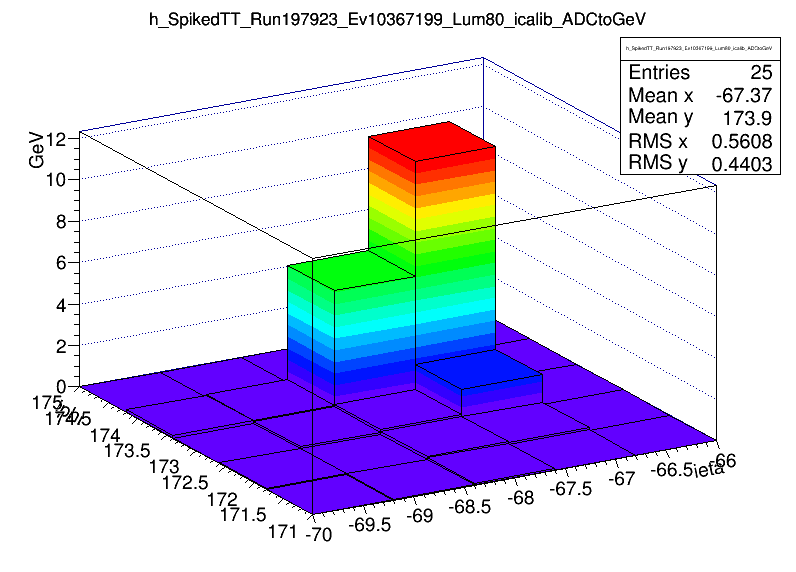 h_SpikedTT_Run197923_Ev10367199_Lum80_icalib_ADCtoGeV
h_SpikedTT_Run197923_Ev10367199_Lum80_icalib_ADCtoGeV
Entries 25
Mean x -67.37
Mean y 173.9
RMS x 0.5608
RMS y 0.4403
GeV
12
10
8
6
4
2
0
175
174.5
174
173.5
173
172.5
172
171.5
171
-70
-69.5
-69
-68.5
-68
-67.5
-67
-66.5
-66
ieta